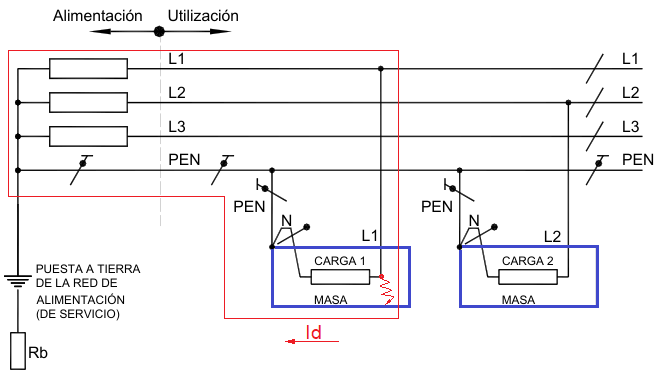 Alimentación Utilización
L1 L1
L2 L2
L3 L3
PEN PEN
PEN PEN
N N
L1 L2
CARGA 1 CARGA 2
MASA MASA
PUESTA A TIERRA
DE LA RED DE
ALIMENTACIÓN
(DE SERVICIO)
Id
Rb